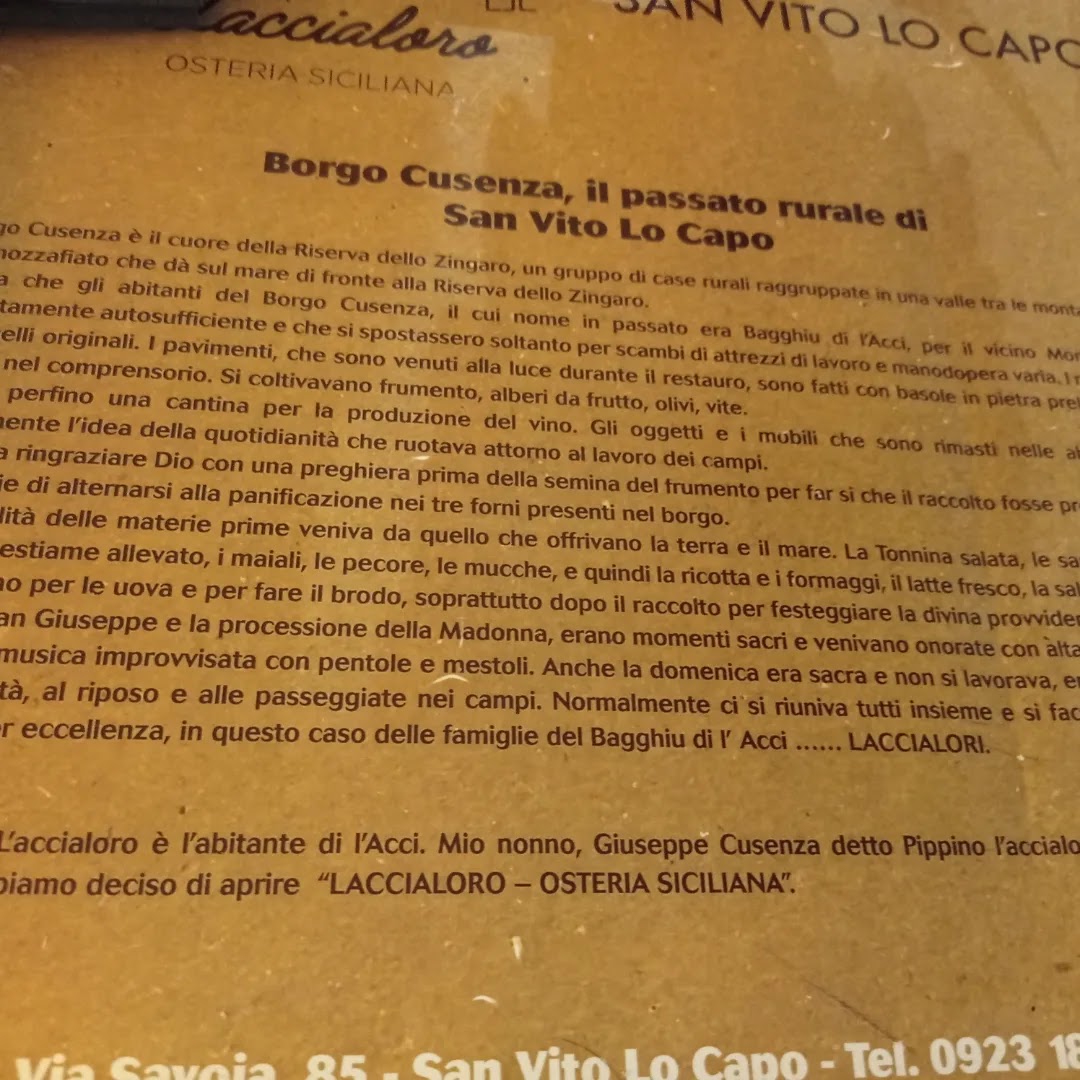 Laccialoro
OSTERIA SICILIANA
SAN VITO LO CAPO
Borgo Cusenza, il passato rurale di
San Vito Lo Capo
go Cusenza è il cuore della Riserva dello Zingaro, un gruppo di case rurali raggruppate in una valle tra le monta
mozzafiato che dà sul mare di fronte alla Riserva dello Zingaro.
a che gli abitanti del Borgo Cusenza, il cui nome in passato era Bagghiu di l'Acci, per il vicino Mon
tamente autosufficiente e che si spostassero soltanto per scambi di attrezzi di lavoro e manodopera varia. I
elli originali. I pavimenti, che sono venuti alla luce durante il restauro, sono fatti con basole in pietra pre
nel comprensorio. Si coltivavano frumento, alberi da frutto, olivi, vite.
perfino una cantina per la produzione del vino. Gli oggetti e i mobili che sono rimasti nelle ab
mente l'idea della quotidianità che ruotava attorno al lavoro dei campi.
a ringraziare Dio con una preghiera prima della semina del frumento per far si che il raccolto fosse pr
ie di alternarsi alla panificazione nei tre forni presenti nel borgo.
lità delle materie prime veniva da quello che offrivano la terra e il mare. La Tonnina salata, le sa
estiame allevato, i maiali, le pecore, le mucche, e quindi la ricotta e i formaggi, il latte fresco, la sal
no per le uova e per fare il brodo, soprattutto dopo il raccolto per festeggiare la divina provvider
an Giuseppe e la processione della Madonna, erano momenti sacri e venivano onorate con alta
musica improvvisata con pentole e mestoli. Anche la domenica era sacra e non si lavorava, er
tà, al riposo e alle passeggiate nei campi. Normalmente ci si riuniva tutti insieme e si fac
r eccellenza, in questo caso delle famiglie del Bagghiu di l' Acci ...... LACCIALORI.
L'accialoro è l'abitante di l'Acci. Mio nonno, Giuseppe Cusenza detto Pippino l'accialo
biamo deciso di aprire "LACCIALORO – OSTERIA SICILIANA".
Via Savoia, 85 - San Vito Lo Capo - Tel. 0923 18